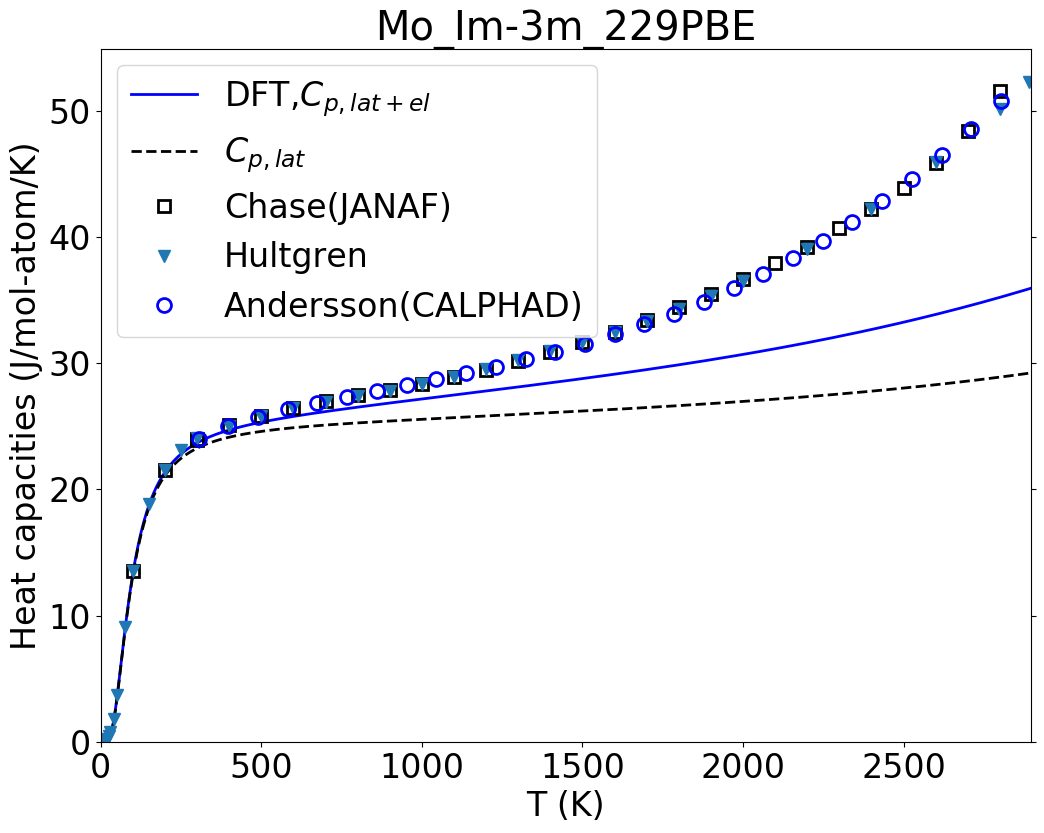 Mo_Im-3m_229PBE
DFT,C_{p,lat+el}
C_{p,lat}
Chase(JANAF)
Hultgren
Andersson(CALPHAD)
Heat capacities (J/mol-atom/K)
50
40
30
20
10
0
0 500 1000 1500 2000 2500
T (K)